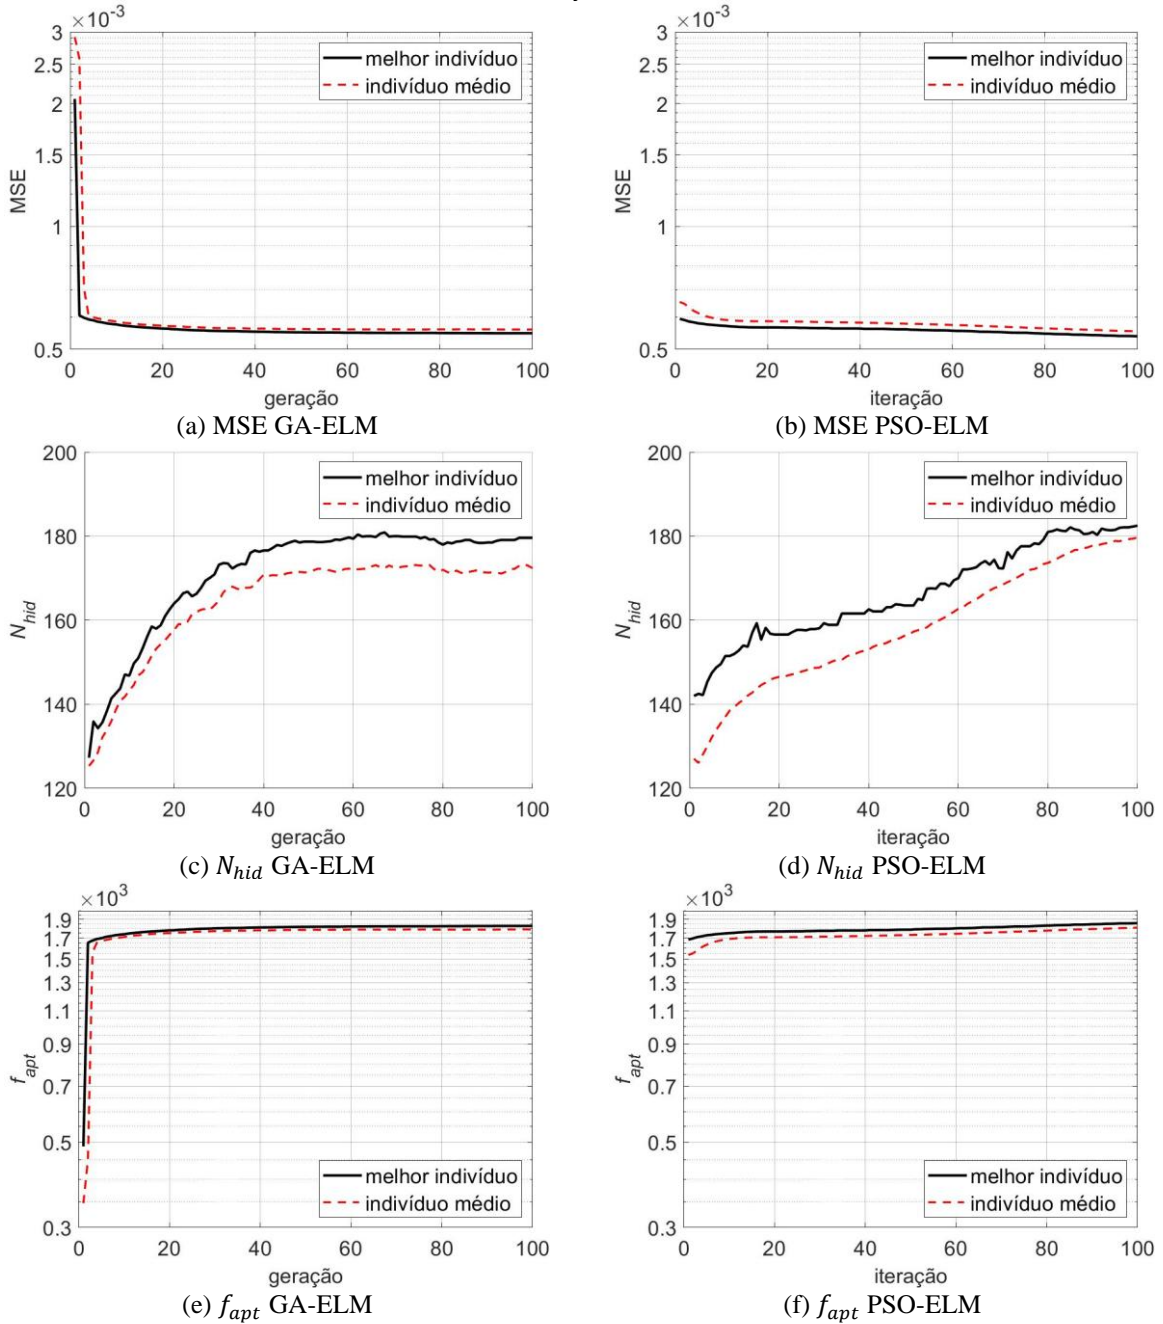 ×10⁻³
3
2.5
2
1.5
1
0.5
MSE
melhor indivíduo
indivíduo médio
0 20 40 60 80 100
geração
(a) MSE GA-ELM
×10⁻³
3
2.5
2
1.5
1
0.5
MSE
melhor indivíduo
indivíduo médio
0 20 40 60 80 100
iteração
(b) MSE PSO-ELM
200
180
160
140
120
N_hid
melhor indivíduo
indivíduo médio
0 20 40 60 80 100
geração
(c) N_hid GA-ELM
200
180
160
140
120
N_hid
melhor indivíduo
indivíduo médio
0 20 40 60 80 100
iteração
(d) N_hid PSO-ELM
×10³
1.9
1.7
1.5
1.3
1.1
0.9
0.7
0.5
0.3
f_apt
melhor indivíduo
indivíduo médio
0 20 40 60 80 100
geração
(e) f_apt GA-ELM
×10³
1.9
1.7
1.5
1.3
1.1
0.9
0.7
0.5
0.3
f_apt
melhor indivíduo
indivíduo médio
0 20 40 60 80 100
iteração
(f) f_apt PSO-ELM